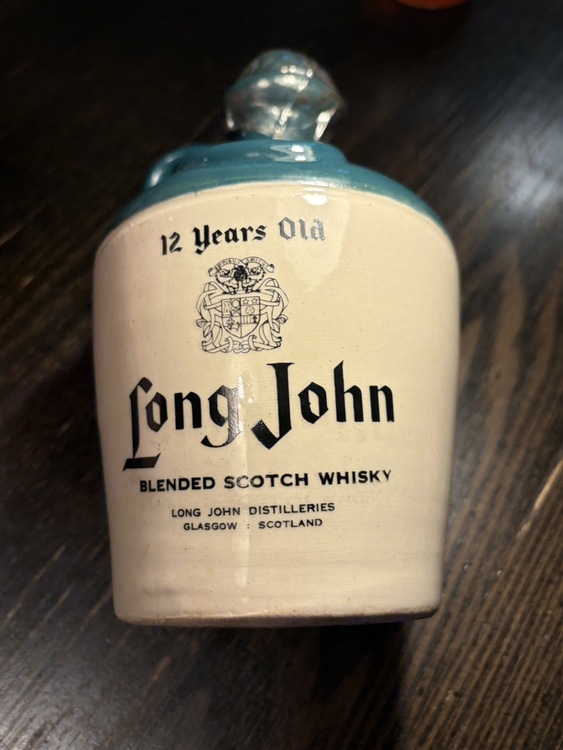 12 Years Old
Long John
BLENDED SCOTCH WHISKY
LONG JOHN DISTILLERIES
GLASGOW : SCOTLAND